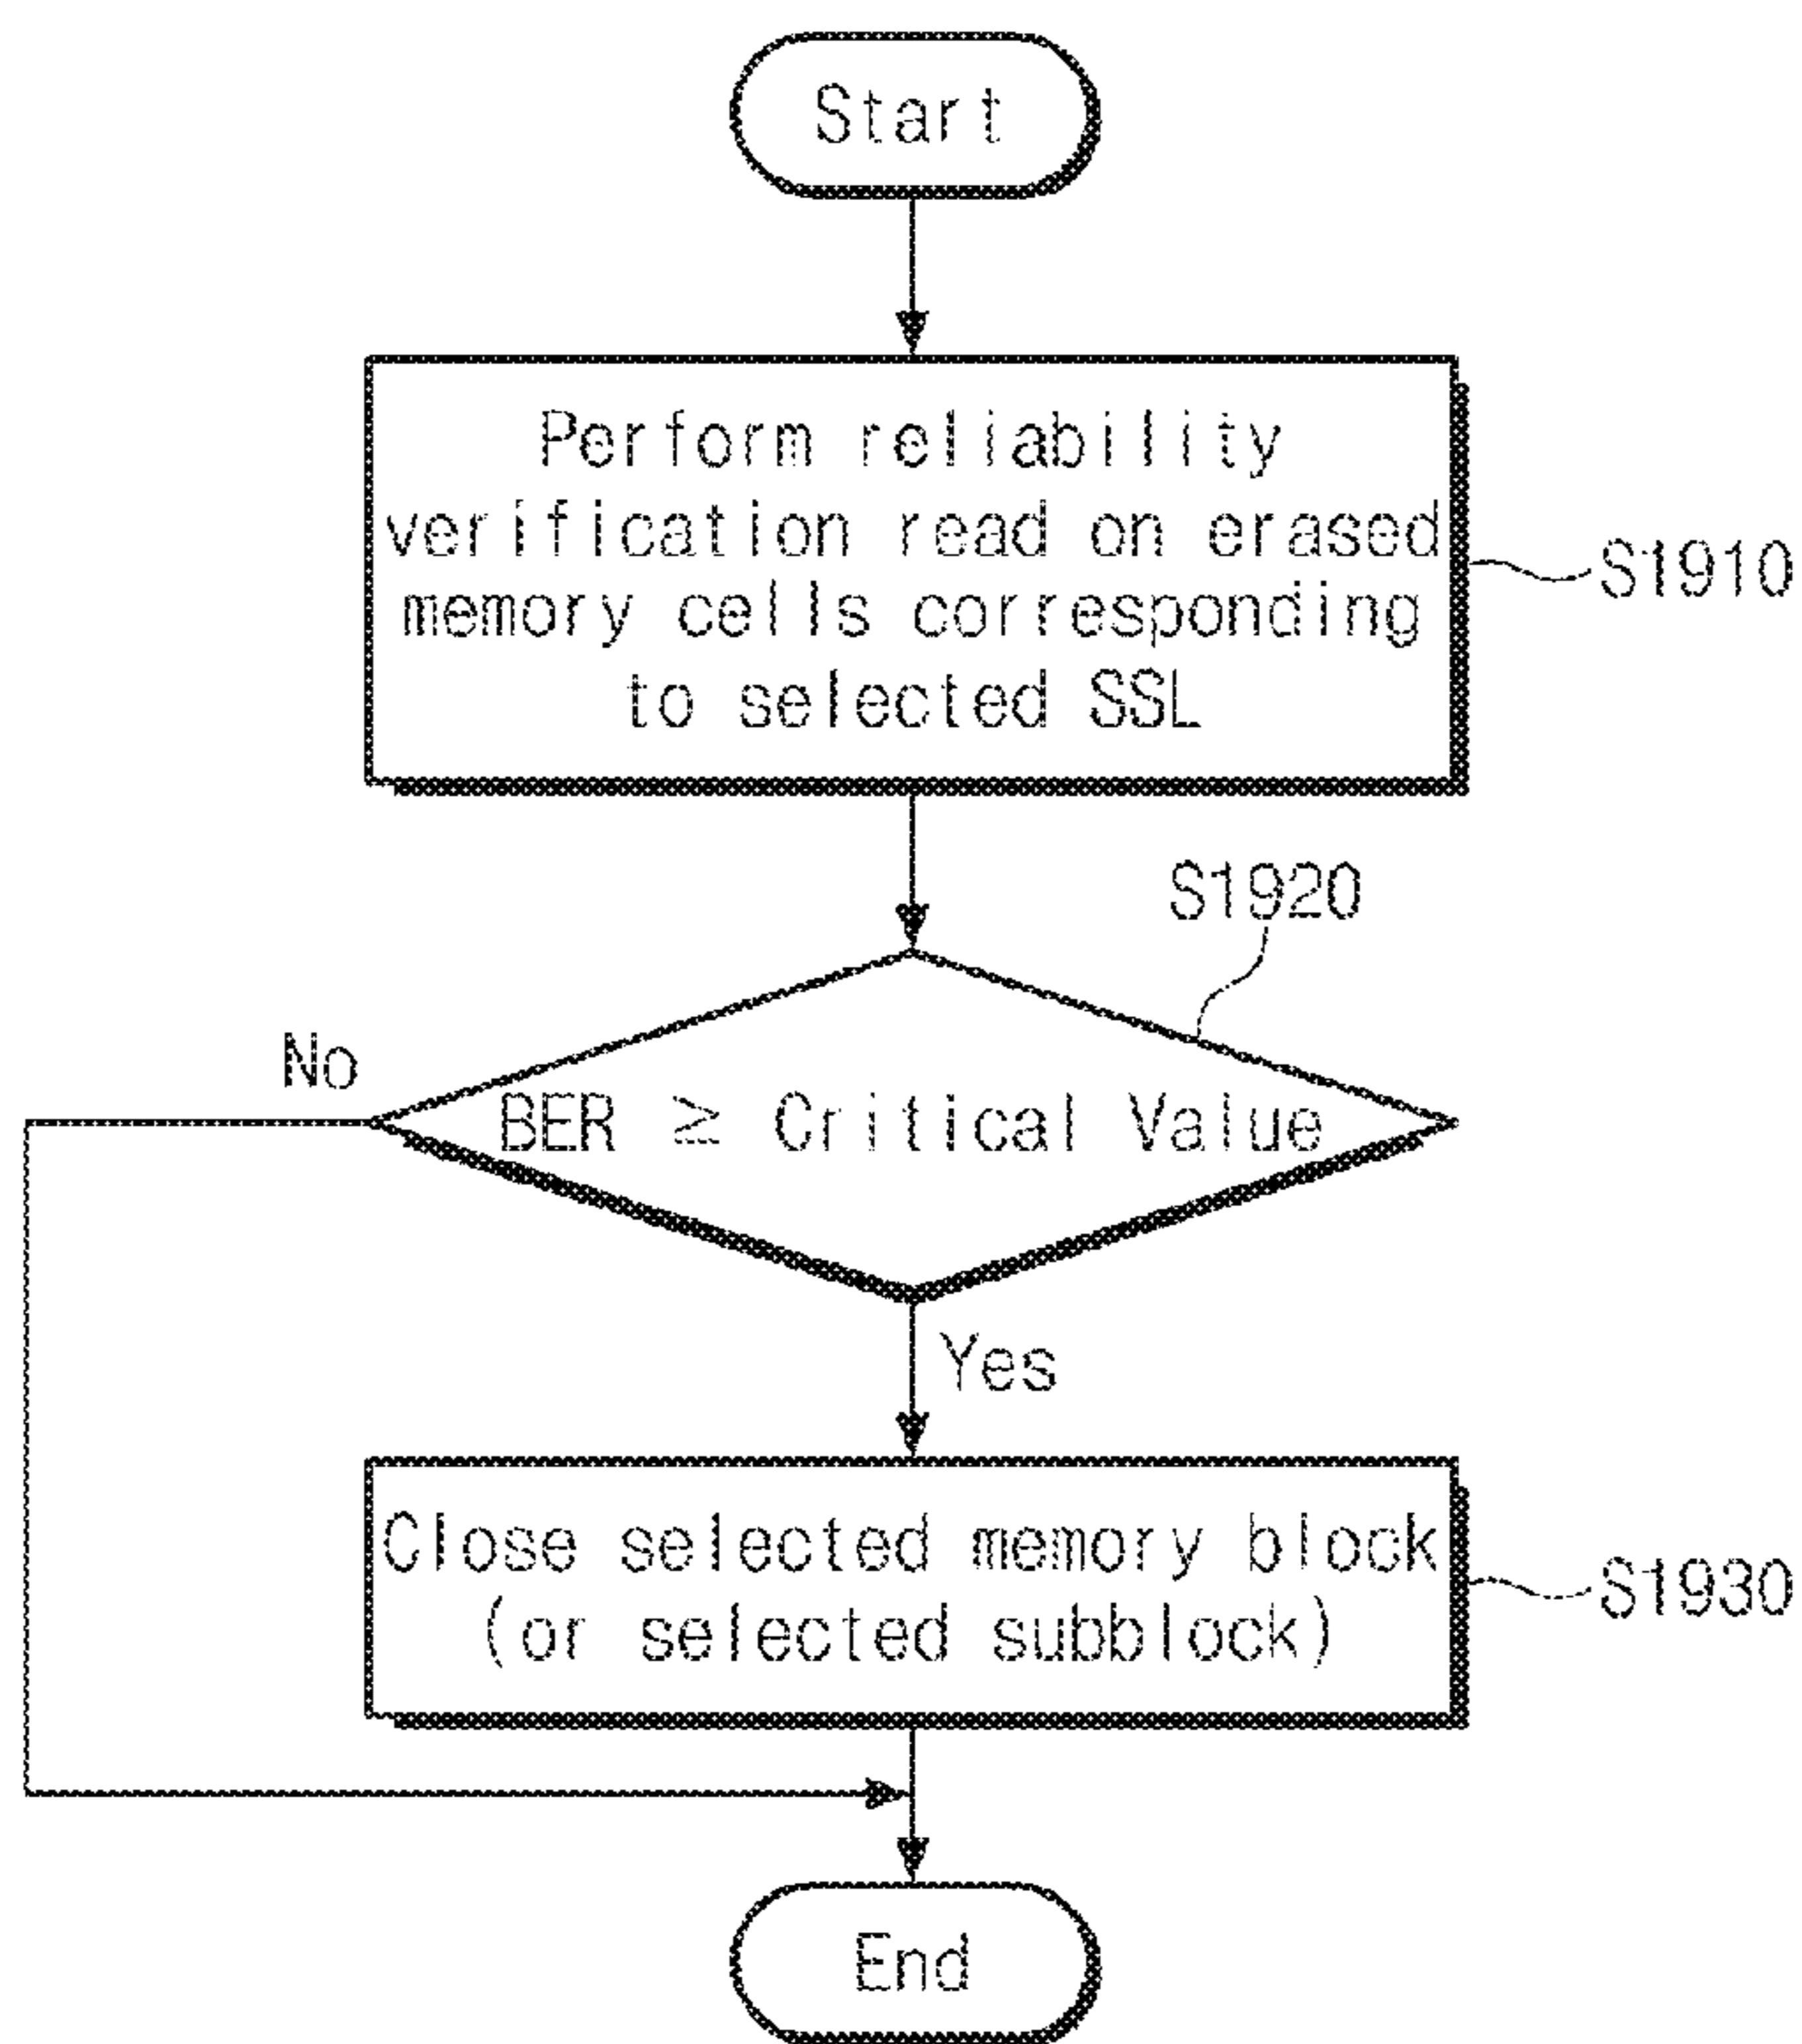 Start
Perform reliability
verification read on erased
memory cells corresponding
to selected SSL
S1910
S1920
No
BER ≥ Critical Value
Yes
Close selected memory block
(or selected subblock)
S1930
End